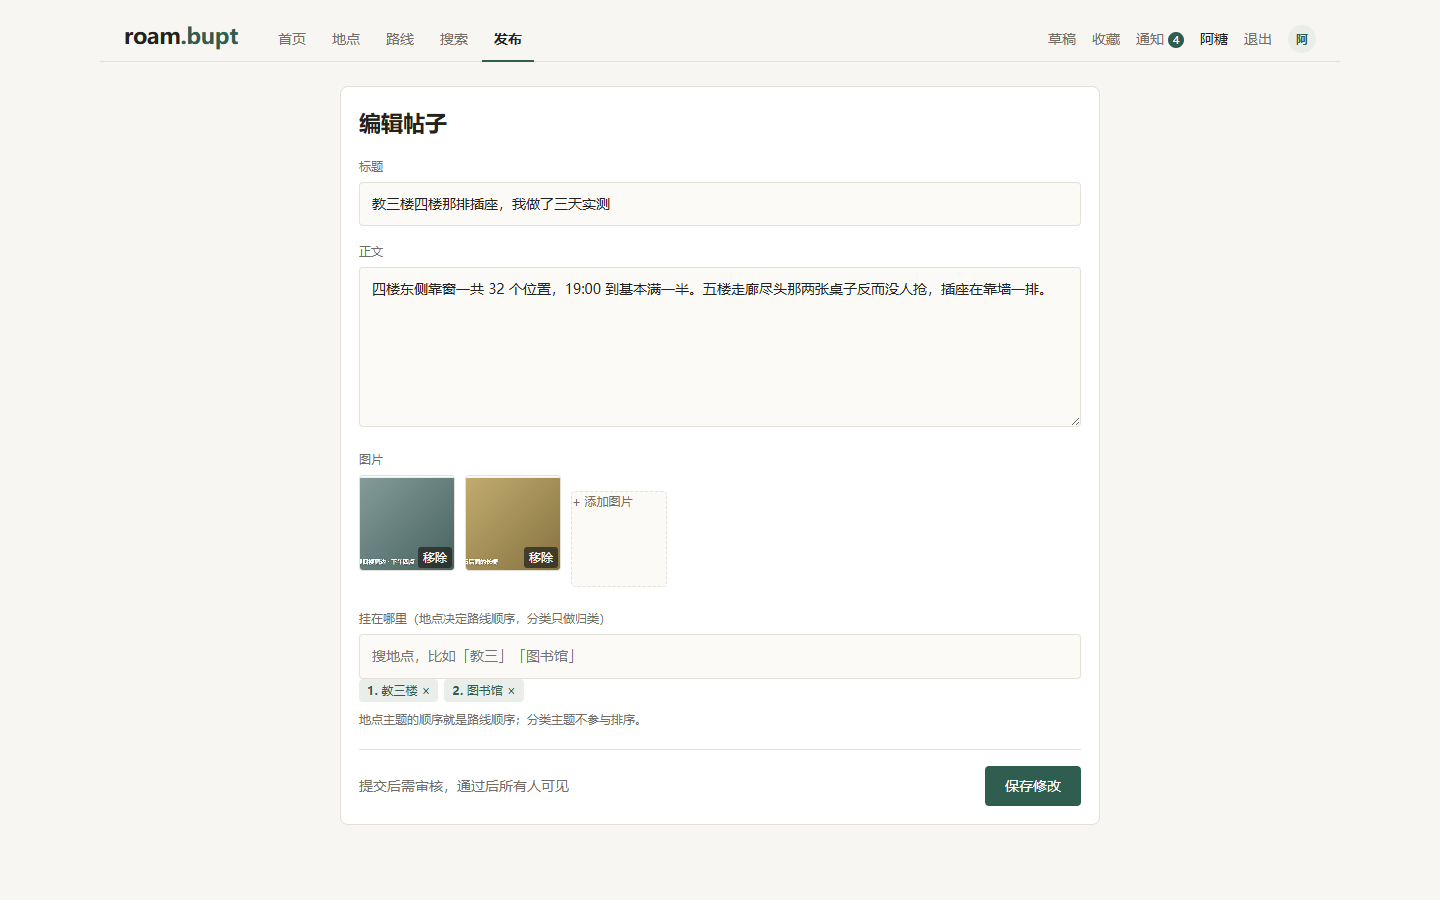 roam.bupt 首页 地点 路线 搜索 发布 草稿 收藏 通知 4 阿糖 退出 阿
编辑帖子
标题
教三楼四楼那排插座，我做了三天实测
正文
四楼东侧靠窗一共 32 个位置，19:00 到基本满一半。五楼走廊尽头那两张桌子反而没人抢，插座在靠墙一排。
图片
+ 添加图片
移除 移除
挂在哪里（地点决定路线顺序，分类只做归类）
搜地点，比如「教三」「图书馆」
1. 教三楼 × 2. 图书馆 ×
地点主题的顺序就是路线顺序；分类主题不参与排序。
提交后需审核，通过后所有人可见 保存修改